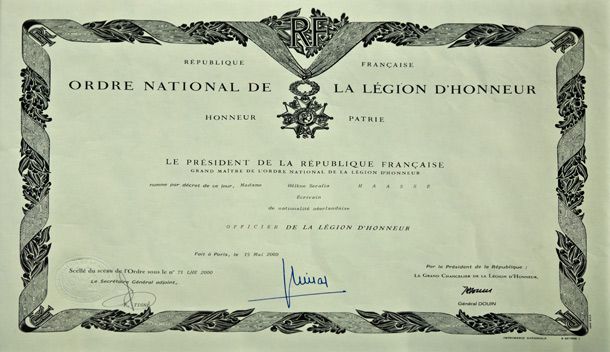 RF
RÉPUBLIQUE FRANÇAISE
ORDRE NATIONAL DE LA LÉGION D'HONNEUR
HONNEUR PATRIE
LE PRÉSIDENT DE LA RÉPUBLIQUE FRANÇAISE
GRAND MAÎTRE DE L'ORDRE NATIONAL DE LA LÉGION D'HONNEUR
nomme par décret de ce jour, Madame Hélène Serafia HAASSE
Ecrivain
de nationalité néerlandaise
OFFICIER DE LA LÉGION D'HONNEUR
Fait à Paris, le 15 Mai 2000
Scellé du sceau de l'Ordre sous le n° 71 LHE 2000
Le Secrétaire Général adjoint,
Par le Président de la République :
LE GRAND CHANCELIER DE LA LÉGION D'HONNEUR,
Général DOUIN
IMPRIMERIE NATIONALE